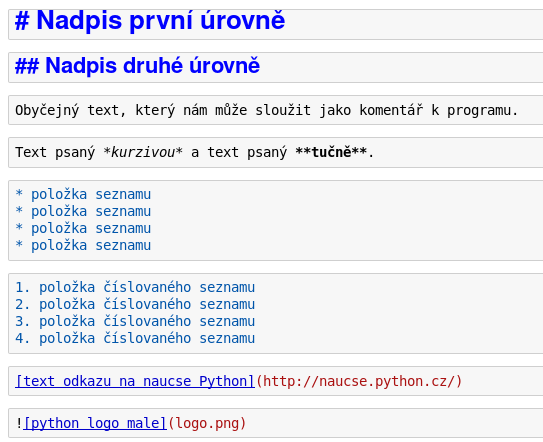 # Nadpis první úrovně
## Nadpis druhé úrovně
Obyčejný text, který nám může sloužit jako komentář k programu.
Text psaný *kurzivou* a text psaný **tučně**.
* položka seznamu
* položka seznamu
* položka seznamu
* položka seznamu
1. položka číslovaného seznamu
2. položka číslovaného seznamu
3. položka číslovaného seznamu
4. položka číslovaného seznamu
[text odkazu na naucse Python](http://naucse.python.cz/)
![python logo male](logo.png)